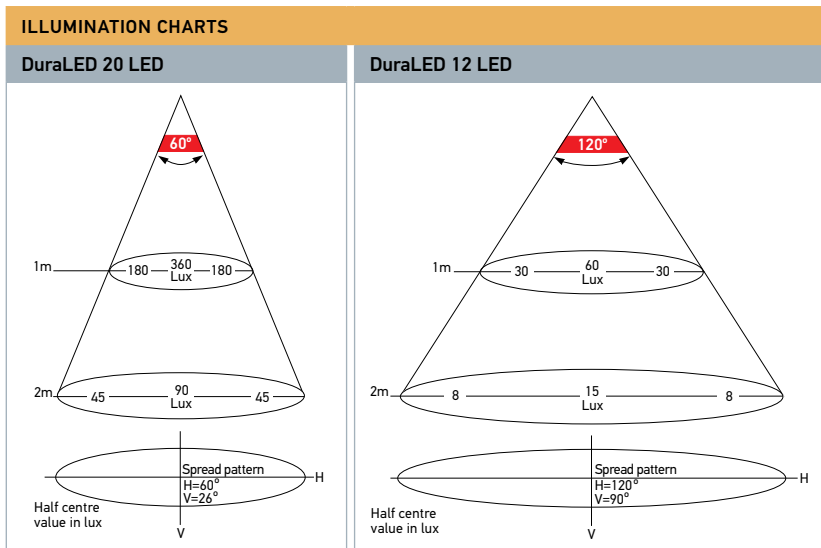 ILLUMINATION CHARTS
DuraLED 20 LED
60°
1m
180 360 180
Lux
2m
45 90 45
Lux
Spread pattern
H
H=60°
V=26°
Half centre
value in lux
V
DuraLED 12 LED
120°
1m
30 60 30
Lux
2m
8 15 8
Lux
Spread pattern
H
H=120°
V=90°
Half centre
value in lux
V